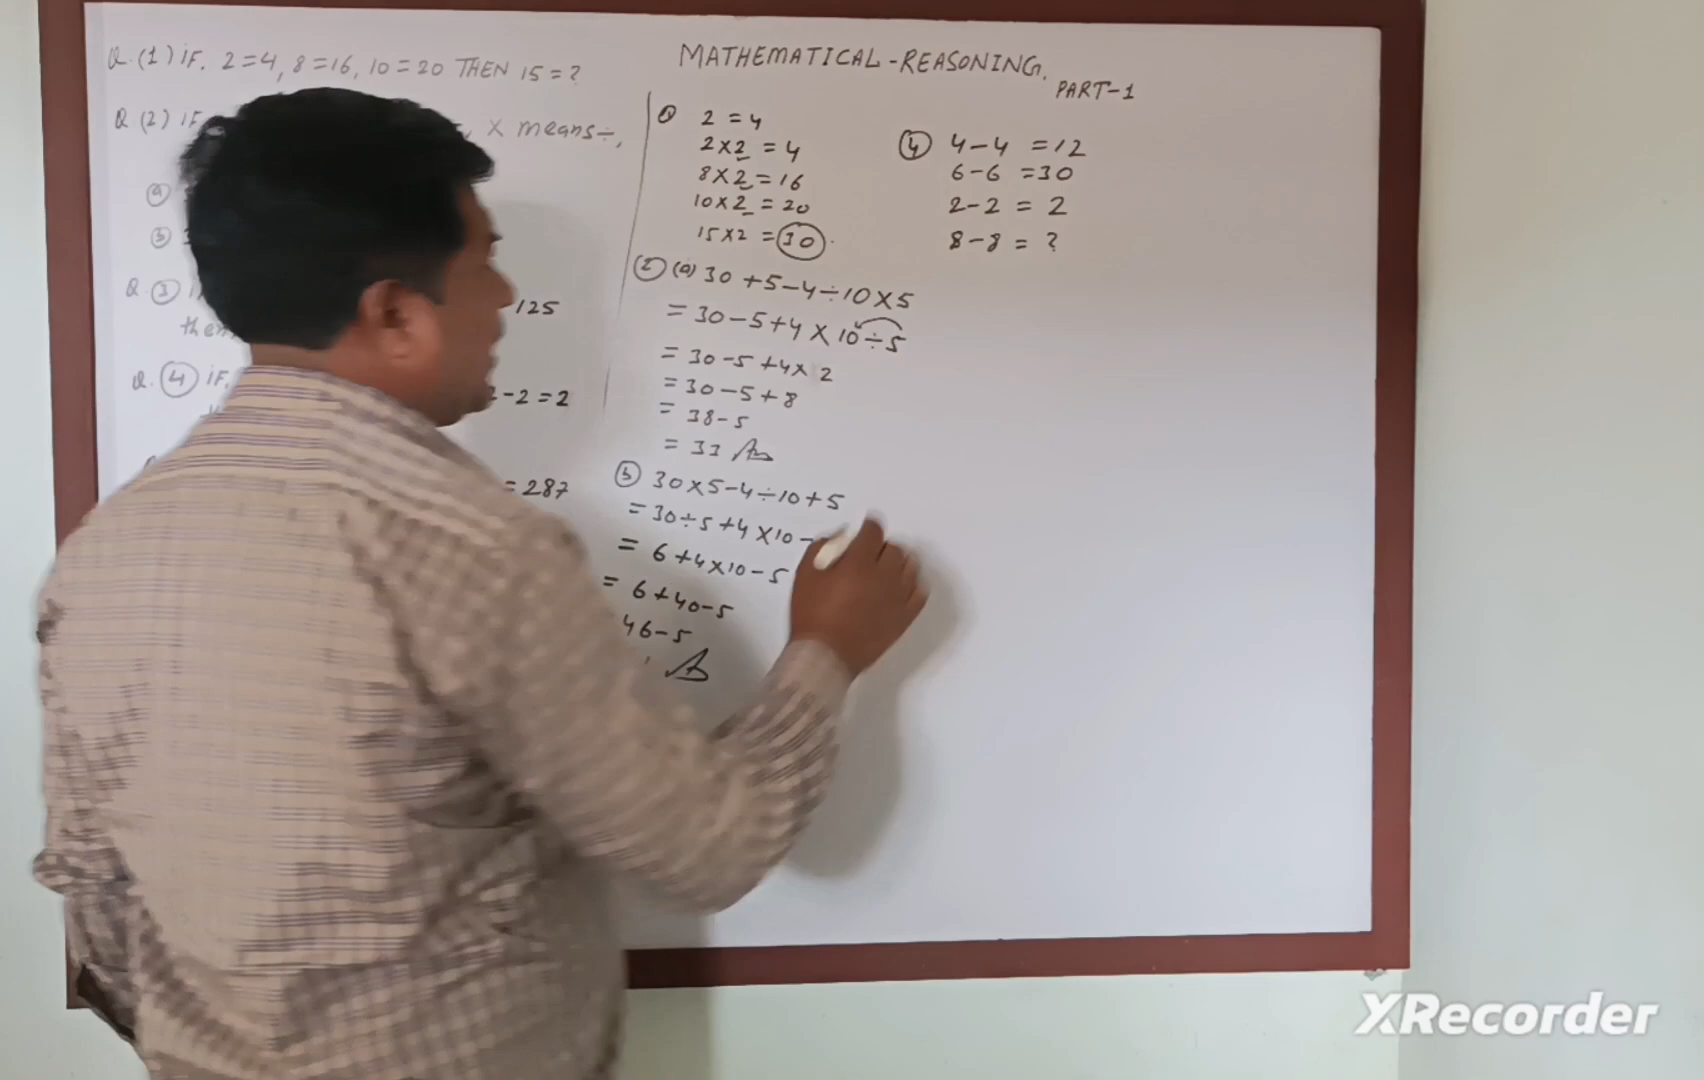 Q.(1) IF. 2=4, 8=16, 10=20 THEN 15=?
Q.(2) IF
× means÷,
(a)
(b)
Q.(3)
125
then
Q.(4) IF.
2-2=2
=287
MATHEMATICAL-REASONING.
PART-1
(1) 2=4
2×2=4
8×2=16
10×2=20
15×2=30
(2) (a) 30+5-4÷10×5
=30-5+4×10÷5
=30-5+4×2
=30-5+8
=38-5
=33 Ans
(b) 30×5-4÷10+5
=30÷5+4×10-
=6+4×10-5
=6+40-5
46-5
(4) 4-4=12
6-6=30
2-2=2
8-8=?
XRecorder